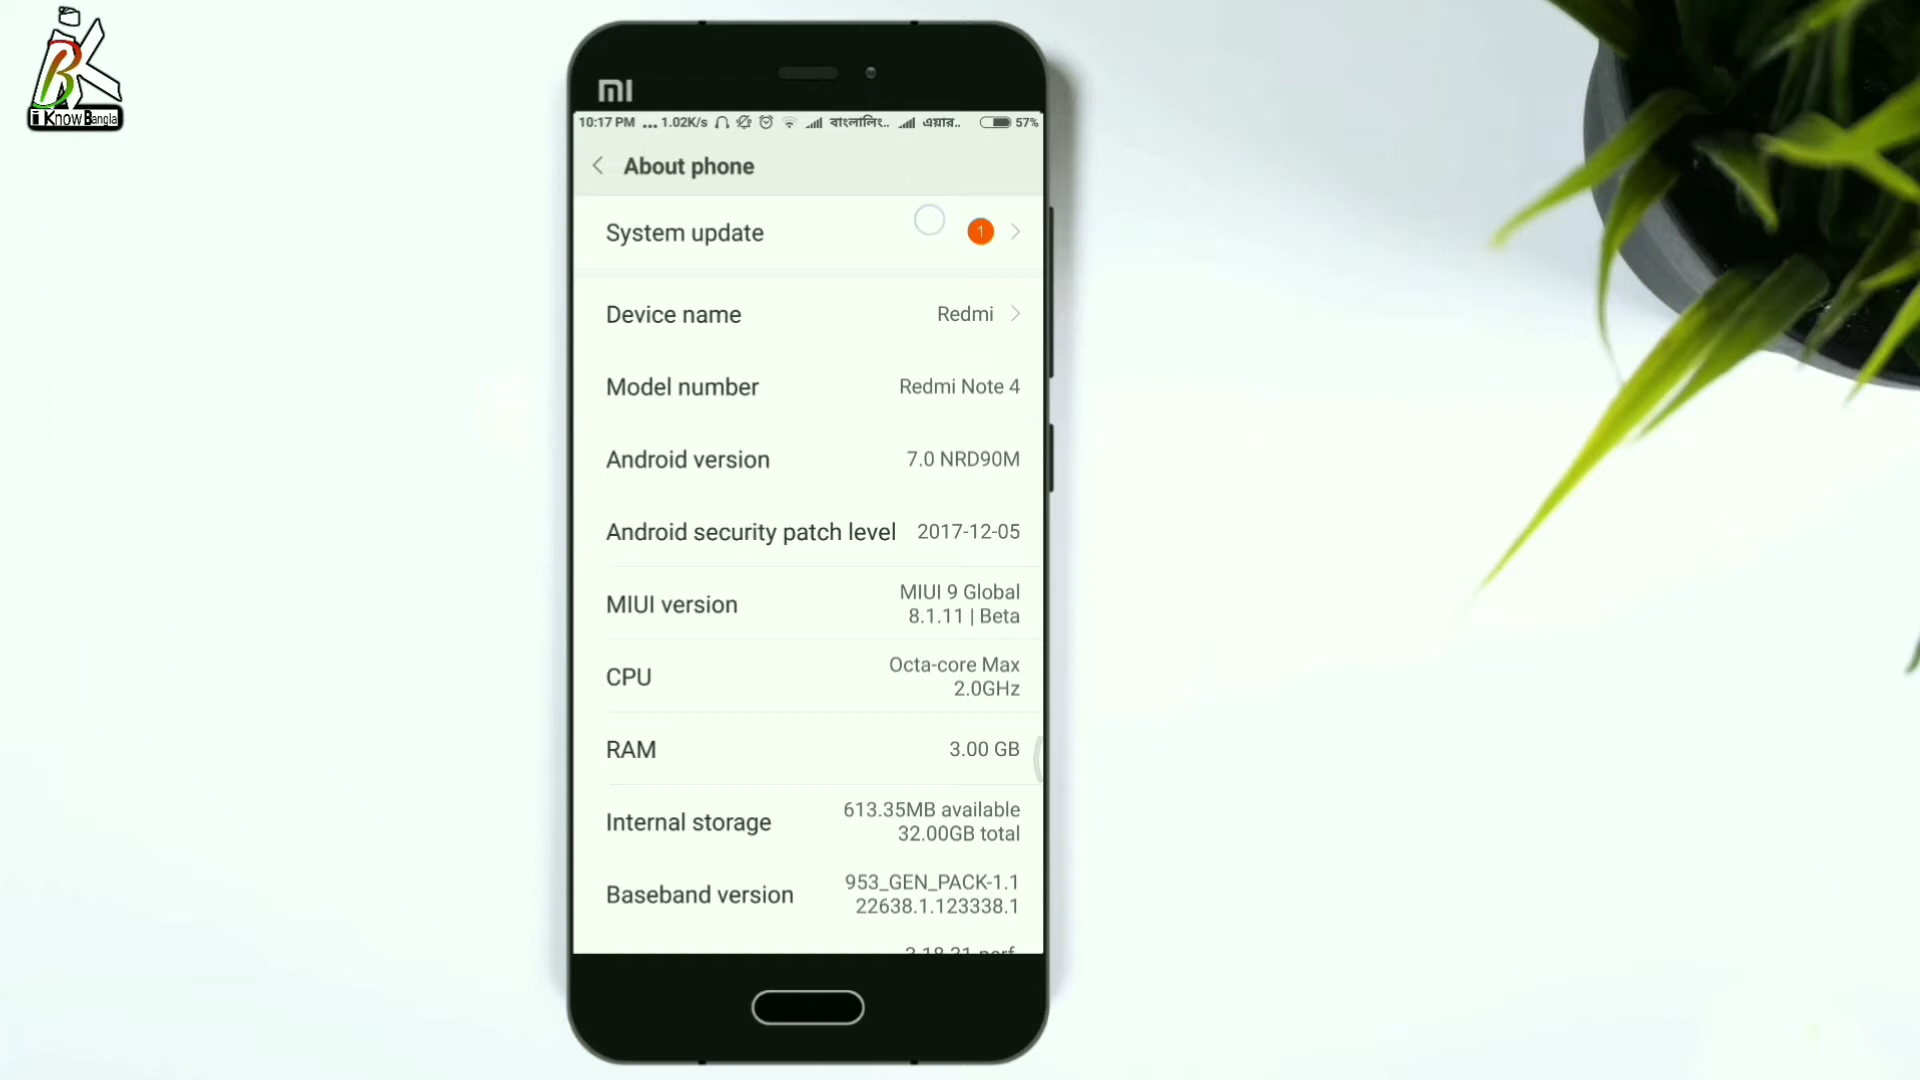 i Know Bangla
MI
10:17 PM ... 1.02K/s বাংলালিং.. এয়ার.. 57%
About phone
System update 1
Device name Redmi
Model number Redmi Note 4
Android version 7.0 NRD90M
Android security patch level 2017-12-05
MIUI version MIUI 9 Global
8.1.11 | Beta
CPU Octa-core Max
2.0GHz
RAM 3.00 GB
Internal storage 613.35MB available
32.00GB total
Baseband version 953_GEN_PACK-1.1
22638.1.123338.1